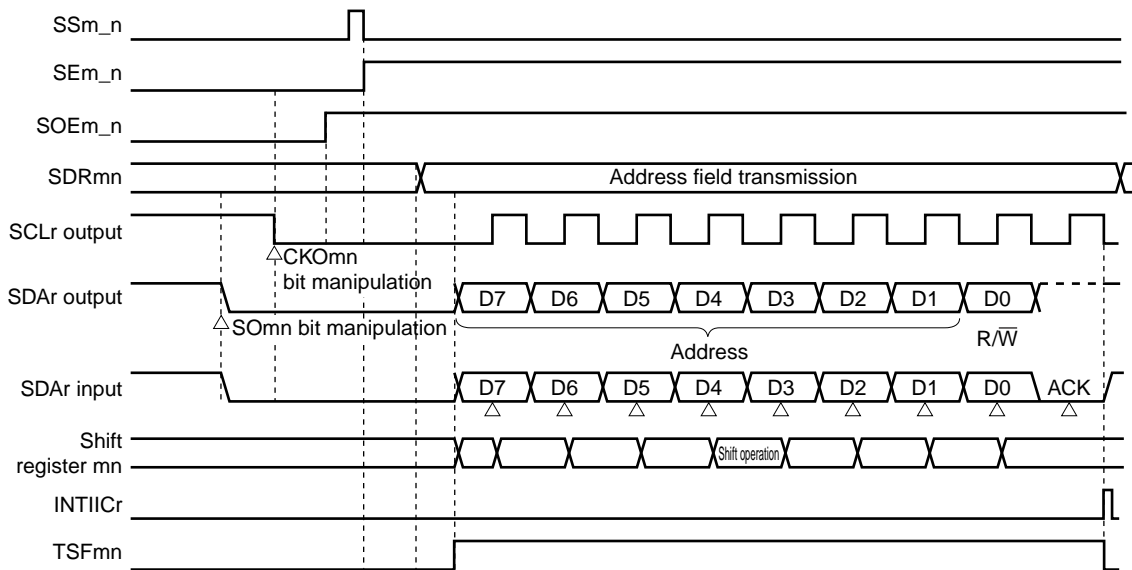 SSm_n
SEm_n
SOEm_n
SDRmn
Address field transmission
SCLr output
CKOmn
bit manipulation
SDAr output
D7 D6 D5 D4 D3 D2 D1 D0
SOmn bit manipulation
Address
R/W̅
SDAr input
D7 D6 D5 D4 D3 D2 D1 D0 ACK
Shift
register mn
Shift operation
INTIICr
TSFmn